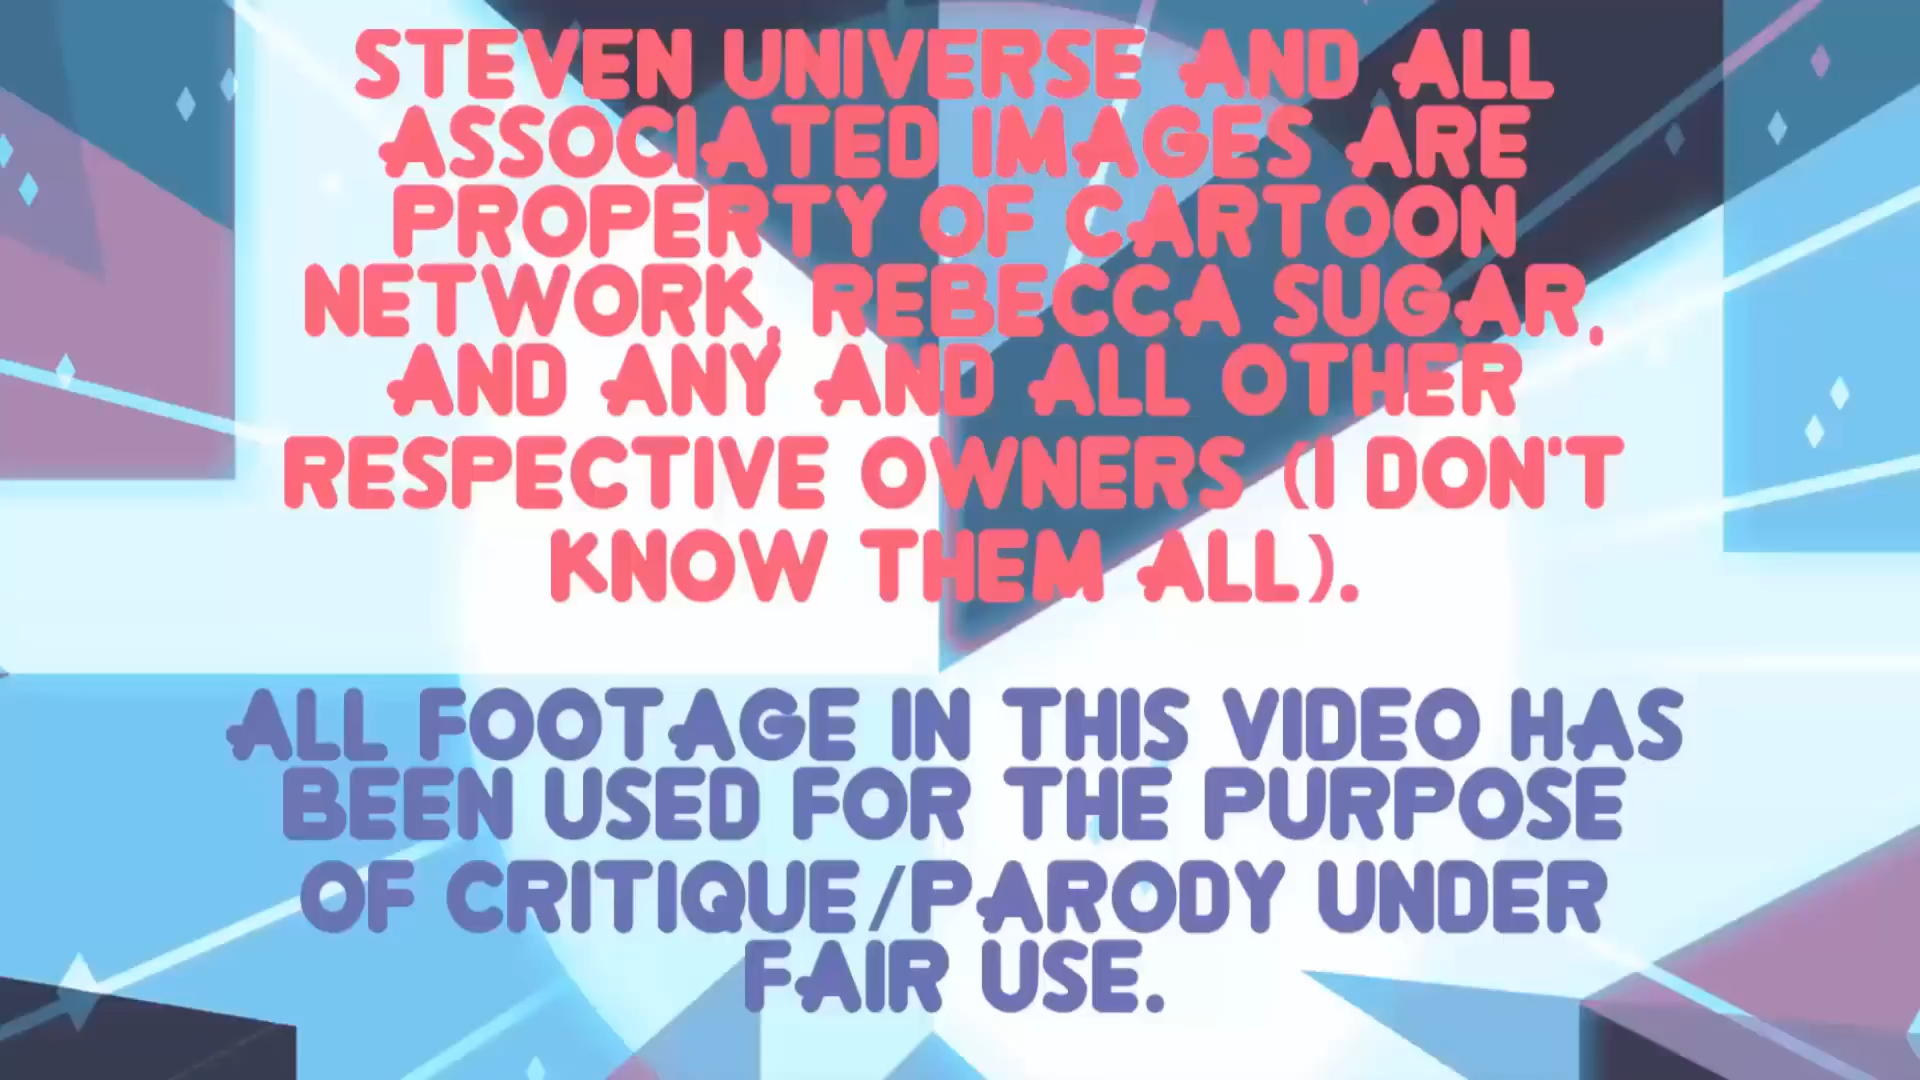 STEVEN UNIVERSE AND ALL
ASSOCIATED IMAGES ARE
PROPERTY OF CARTOON
NETWORK, REBECCA SUGAR,
AND ANY AND ALL OTHER
RESPECTIVE OWNERS (I DON'T
KNOW THEM ALL).
ALL FOOTAGE IN THIS VIDEO HAS
BEEN USED FOR THE PURPOSE
OF CRITIQUE/PARODY UNDER
FAIR USE.